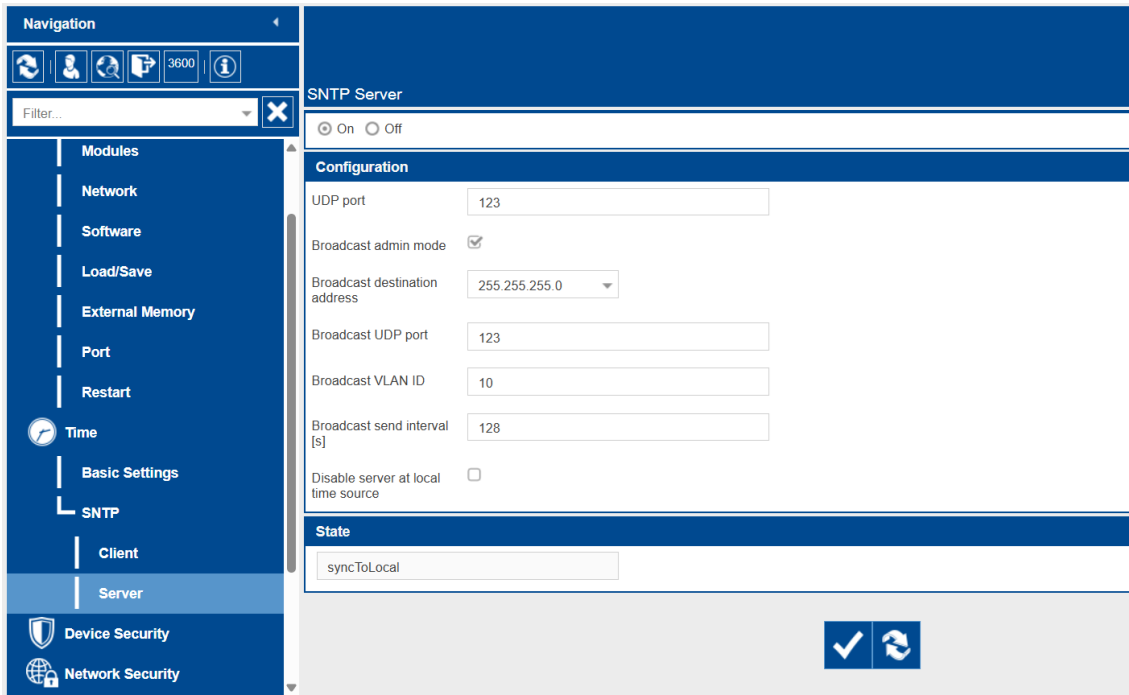 Navigation
3600
Filter...
Modules
Network
Software
Load/Save
External Memory
Port
Restart
Time
Basic Settings
SNTP
Client
Server
Device Security
Network Security
SNTP Server
On Off
Configuration
UDP port 123
Broadcast admin mode
Broadcast destination
address
255.255.255.0
Broadcast UDP port 123
Broadcast VLAN ID 10
Broadcast send interval
[s]
128
Disable server at local
time source
State
syncToLocal